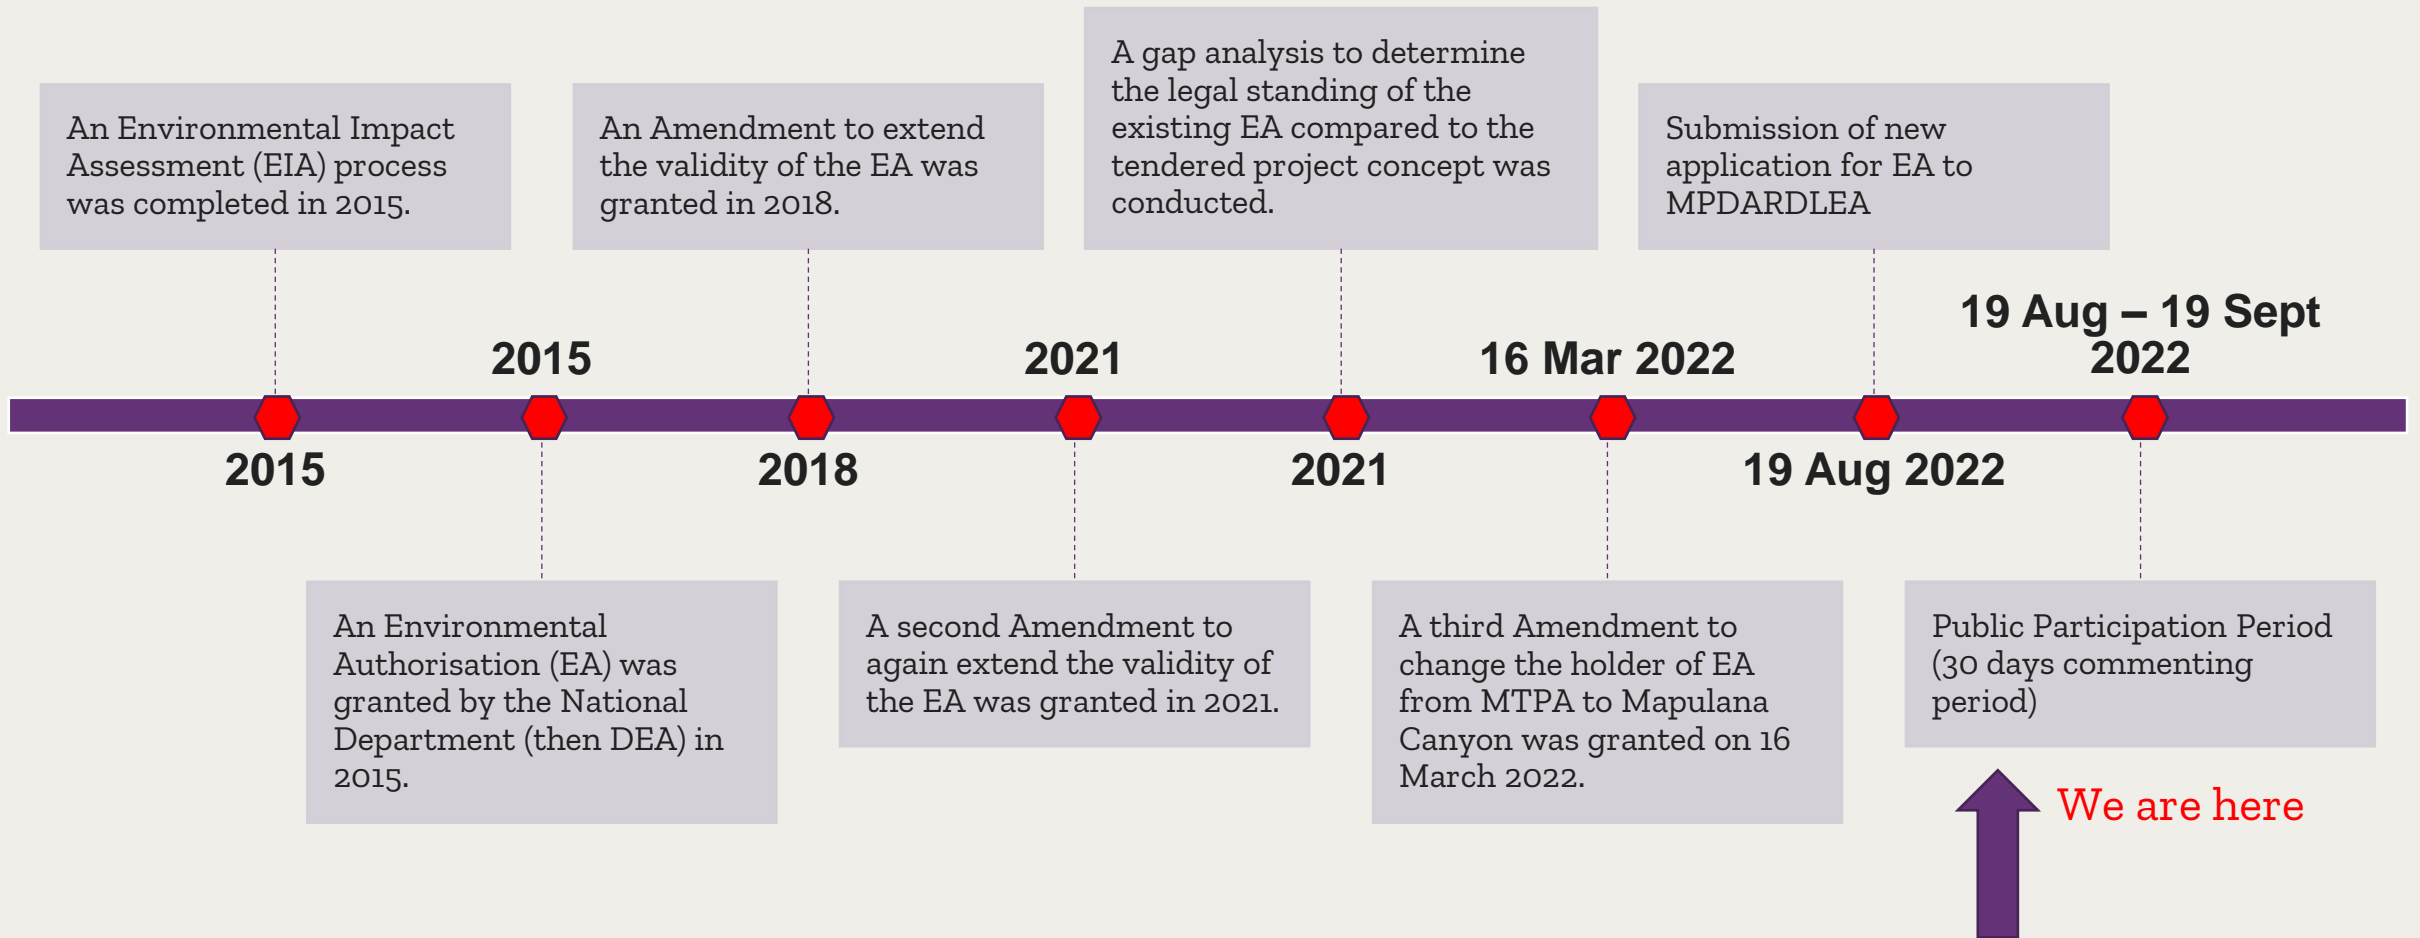 An Environmental Impact
Assessment (EIA) process
was completed in 2015.
2015
2015
An Environmental
Authorisation (EA) was
granted by the National
Department (then DEA) in
2015.
An Amendment to extend
the validity of the EA was
granted in 2018.
2018
2021
A second Amendment to
again extend the validity of
the EA was granted in 2021.
A gap analysis to determine
the legal standing of the
existing EA compared to the
tendered project concept was
conducted.
2021
16 Mar 2022
A third Amendment to
change the holder of EA
from MTPA to Mapulana
Canyon was granted on 16
March 2022.
Submission of new
application for EA to
MPDARDLEA
19 Aug 2022
19 Aug – 19 Sept
2022
Public Participation Period
(30 days commenting
period)
We are here